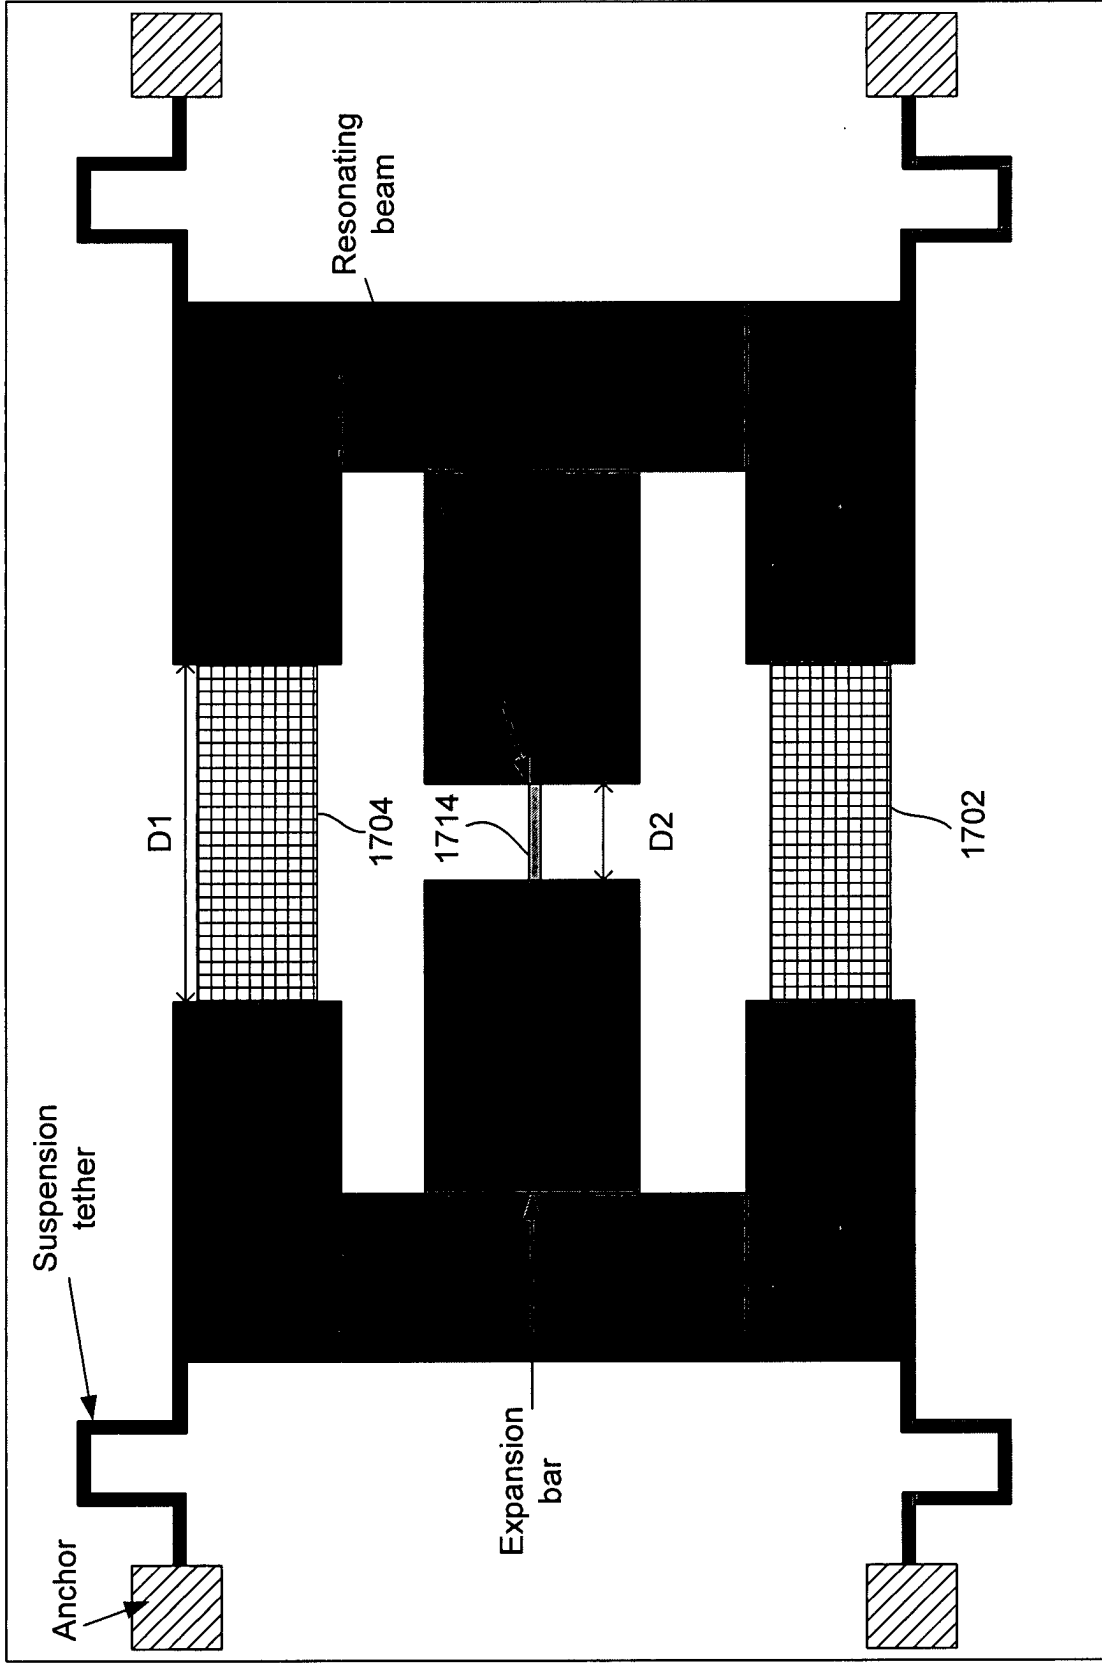 Anchor
Suspension
tether
D1
1704
1714
D2
1702
Resonating
beam
Expansion
bar